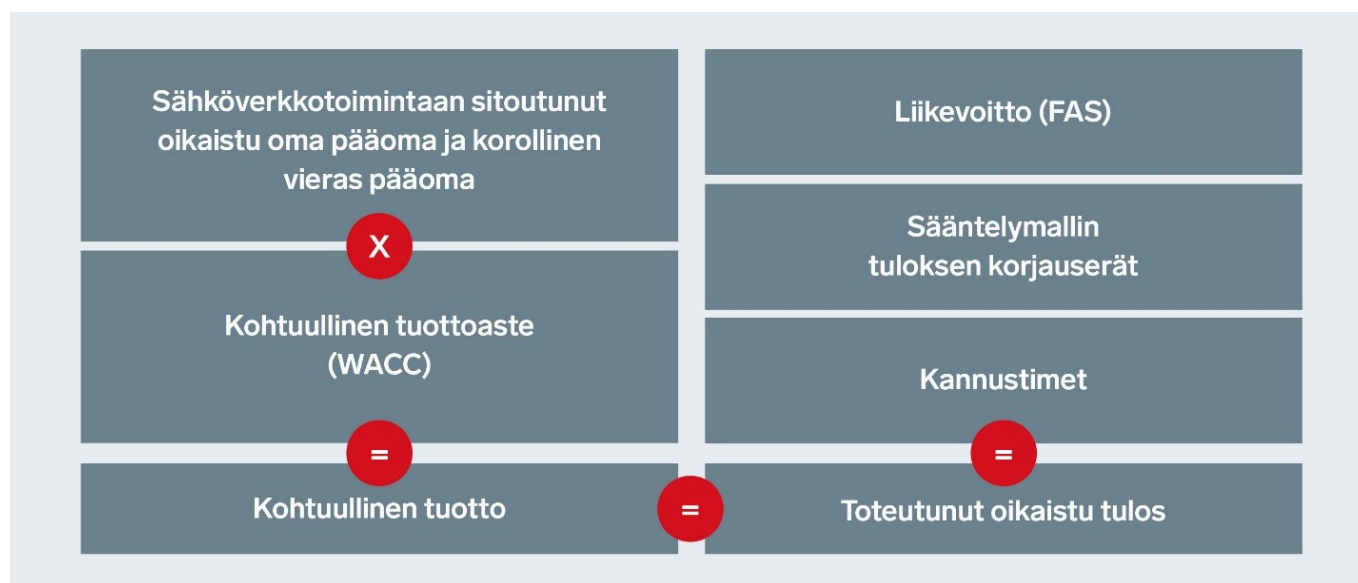 Sähköverkkotoimintaan sitoutunut
oikaistu oma pääoma ja korollinen
vieras pääoma
X
Kohtuullinen tuottoaste
(WACC)
=
Kohtuullinen tuotto
=
Liikevoitto (FAS)
Sääntelymallin
tuloksen korjauserät
Kannustimet
=
Toteutunut oikaistu tulos